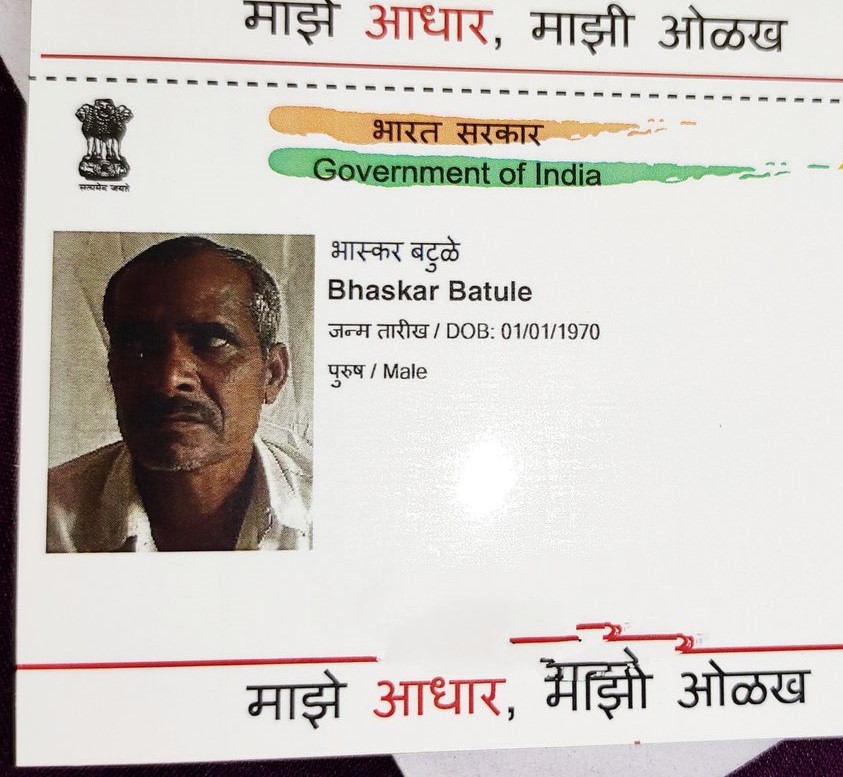 माझे आधार, माझी ओळख
सत्यमेव जयते
भारत सरकार
Government of India
भास्कर बटुळे
Bhaskar Batule
जन्म तारीख / DOB: 01/01/1970
पुरुष / Male
माझे आधार, माझी ओळख